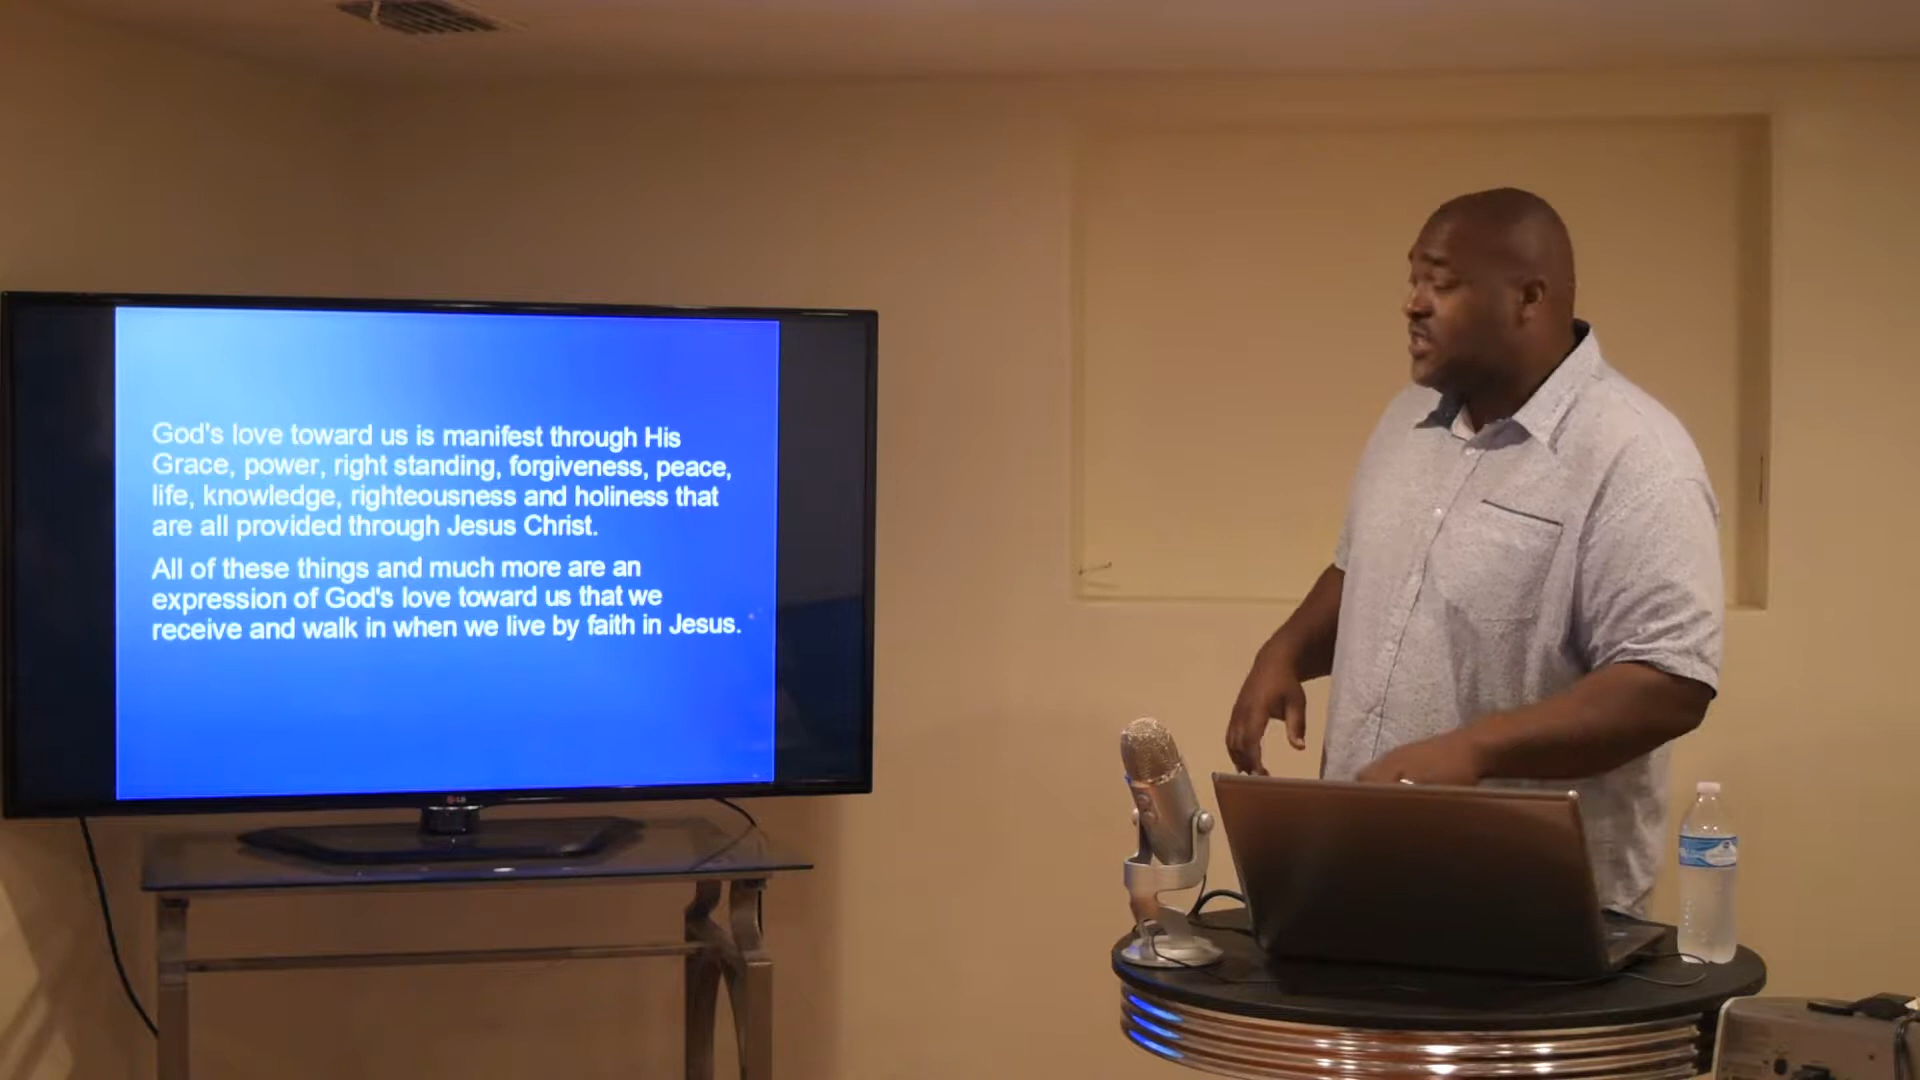 God's love toward us is manifest through His
Grace, power, right standing, forgiveness, peace,
life, knowledge, righteousness and holiness that
are all provided through Jesus Christ.
All of these things and much more are an
expression of God's love toward us that we
receive and walk in when we live by faith in Jesus.
LG